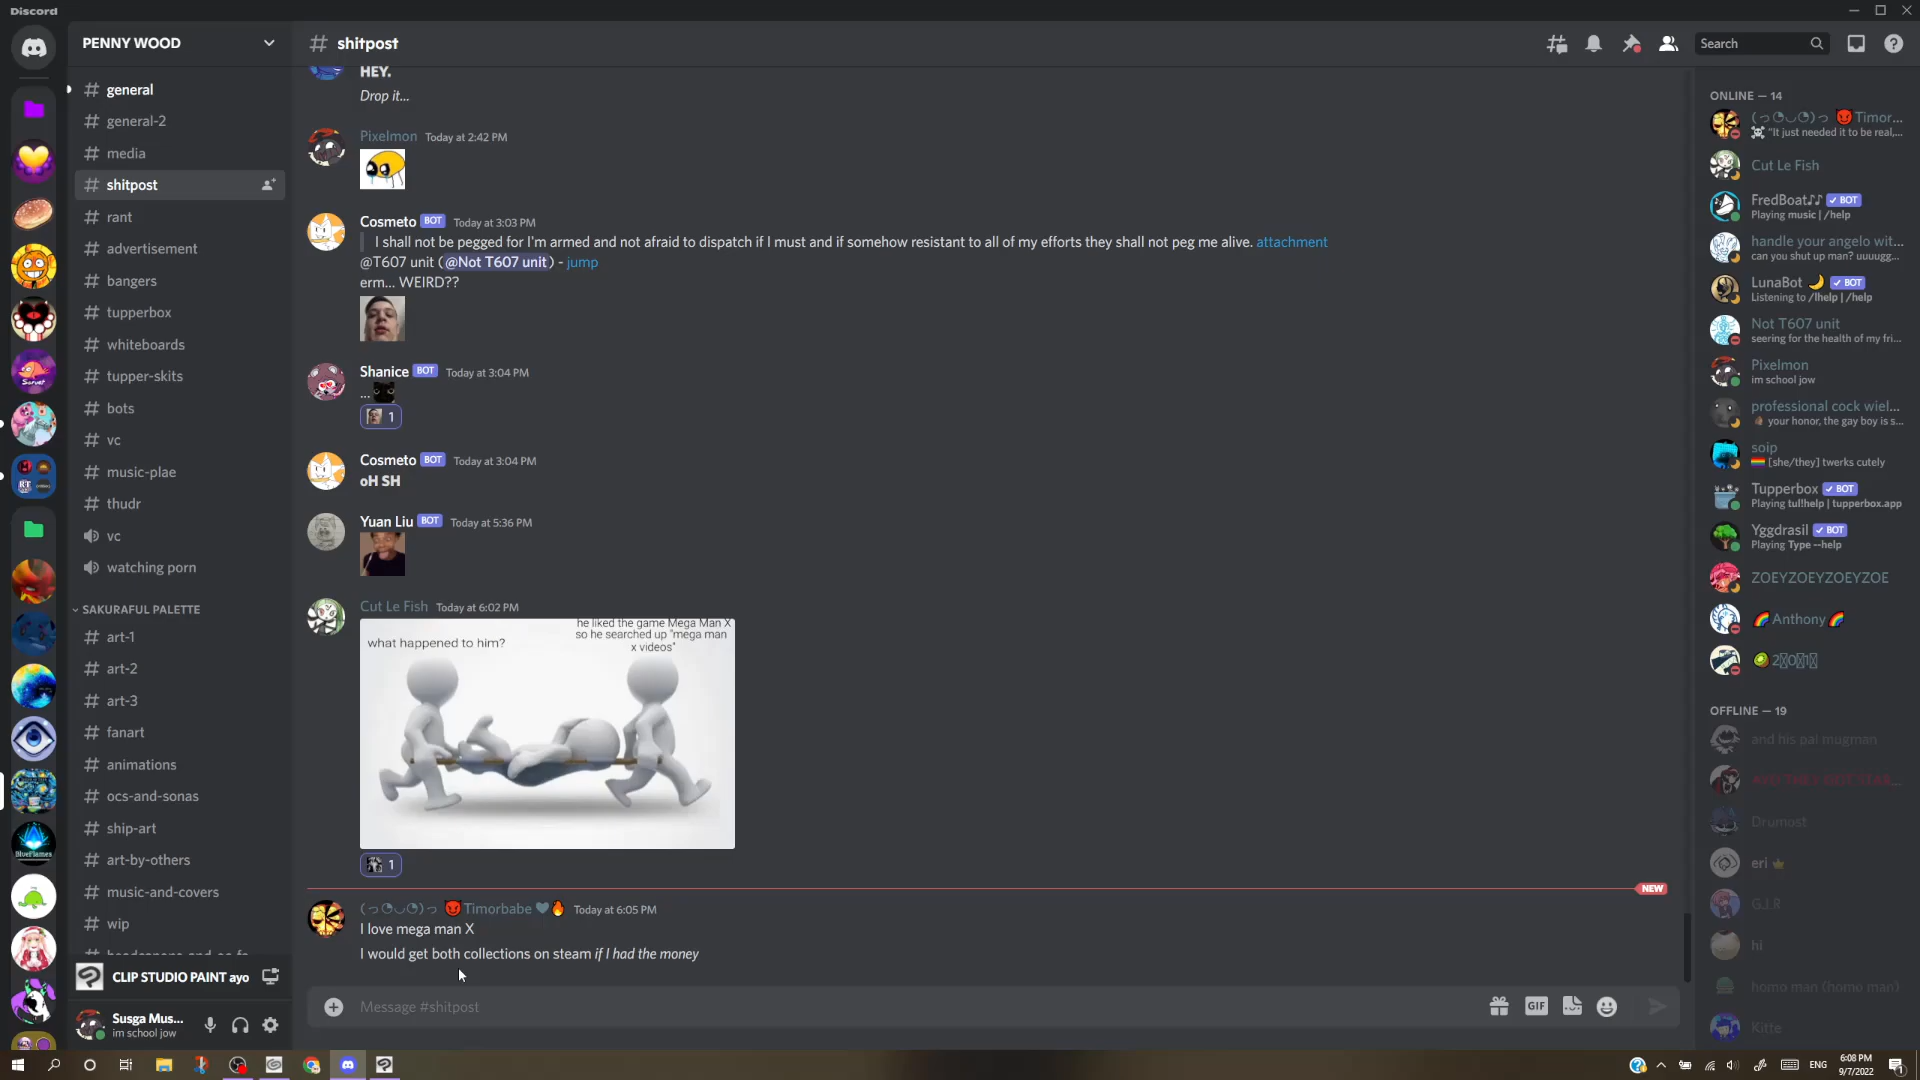 Discord
PENNY WOOD
general
general-2
media
shitpost
rant
advertisement
bangers
tupperbox
whiteboards
tupper-skits
bots
vc
music-plae
thudr
vc
watching porn
SAKURAFUL PALETTE
art-1
art-2
art-3
fanart
animations
ocs-and-sonas
ship-art
art-by-others
music-and-covers
wip
CLIP STUDIO PAINT ayo
Susga Mus...
im school jow
# shitpost
Search
HEY.
Drop it...
Pixelmon Today at 2:42 PM
Cosmeto BOT Today at 3:03 PM
I shall not be pegged for I'm armed and not afraid to dispatch if I must and if somehow resistant to all of my efforts they shall not peg me alive. attachment
@T607 unit (@Not T607 unit) - jump
erm... WEIRD??
Shanice BOT Today at 3:04 PM
...
1
Cosmeto BOT Today at 3:04 PM
oH SH
Yuan Liu BOT Today at 5:36 PM
Cut Le Fish Today at 6:02 PM
what happened to him?
he liked the game Mega Man X
so he searched up "mega man
x videos"
1
NEW
(っ◔◡◔)っ 😈Timorbabe 🖤🔥 Today at 6:05 PM
I love mega man X
I would get both collections on steam if I had the money
Message #shitpost
GIF
ONLINE — 14
(っ◔◡◔)っ 😈Timor...
☠ "It just needed it to be real,...
Cut Le Fish
FredBoat♪♪ ✓ BOT
Playing music | /help
handle your angelo wit...
can you shut up man? uuuugg...
LunaBot 🌙 ✓ BOT
Listening to /lhelp | /help
Not T607 unit
seering for the health of my fri...
Pixelmon
im school jow
professional cock wiel...
your honor, the gay boy is s...
soip
🏳️‍🌈 [she/they] twerks cutely
Tupperbox ✓ BOT
Playing tul!help | tupperbox.app
Yggdrasil ✓ BOT
Playing Type --help
ZOEYZOEYZOEYZOE
🌈Anthony🌈
OFFLINE — 19
and his pal mugman
Drumost
eri
G.I.R
hi
homo man (homo man)
Kitte
ENG
6:08 PM
9/7/2022